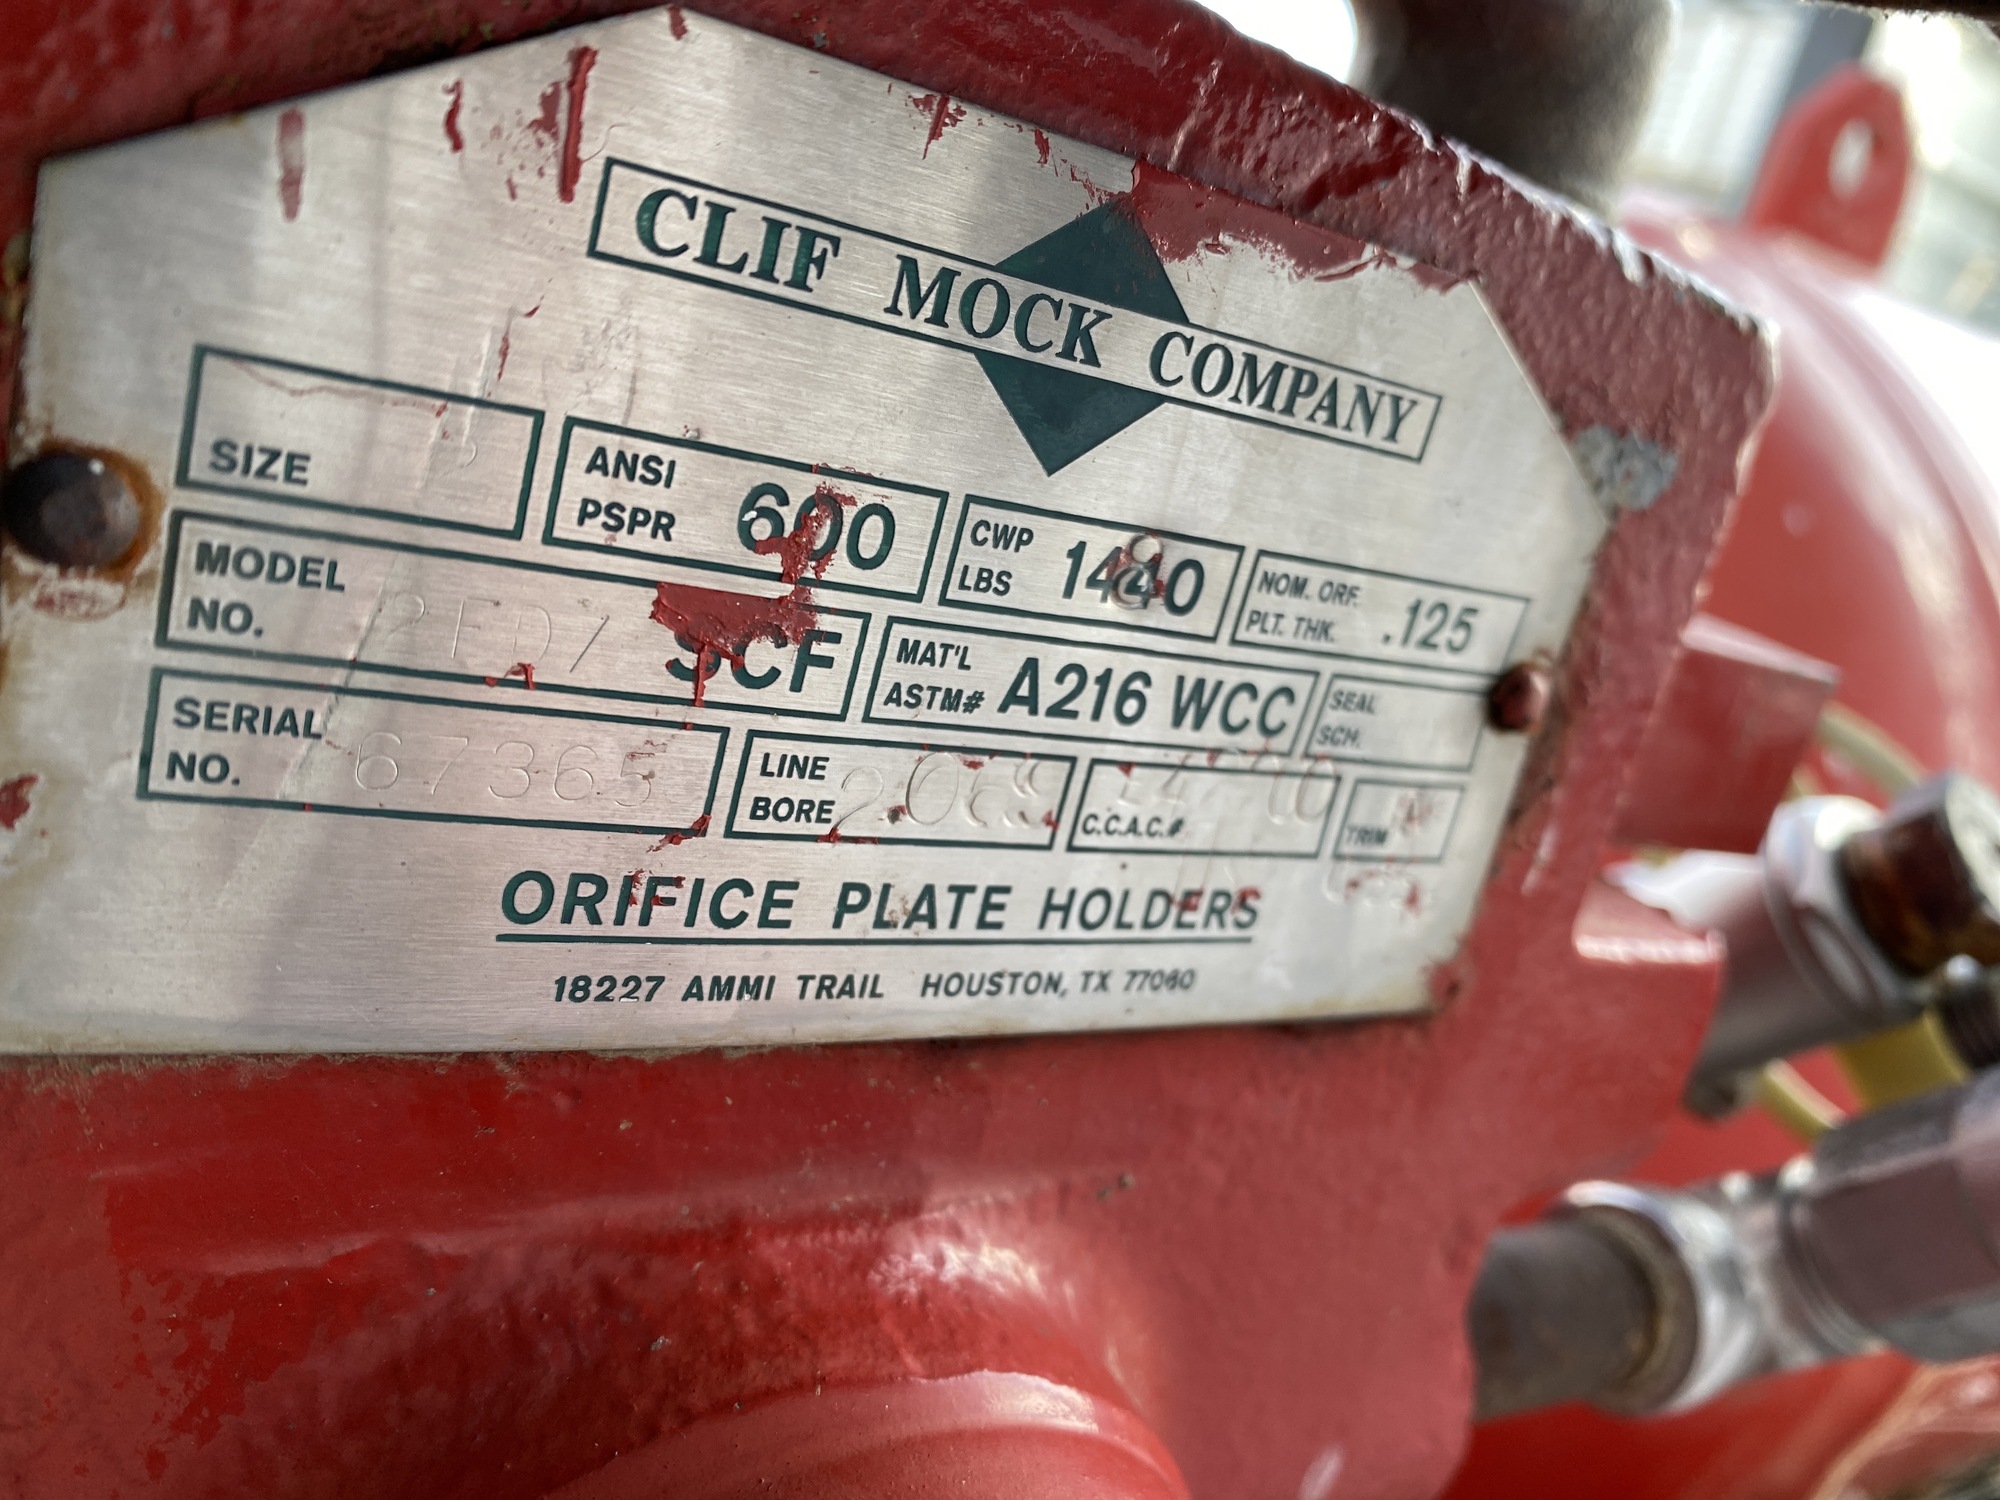 CLIF MOCK COMPANY
SIZE
ANSI PSPR 600
CWP LBS 1440
NOM. ORF. PLT. THK. .125
MODEL NO. 2FD/ SCF
MAT'L ASTM# A216 WCC
SEAL SCH.
SERIAL NO. 67365
LINE BORE
C.C.A.C.#
TRIM
ORIFICE PLATE HOLDERS
18227 AMMI TRAIL HOUSTON, TX 77060